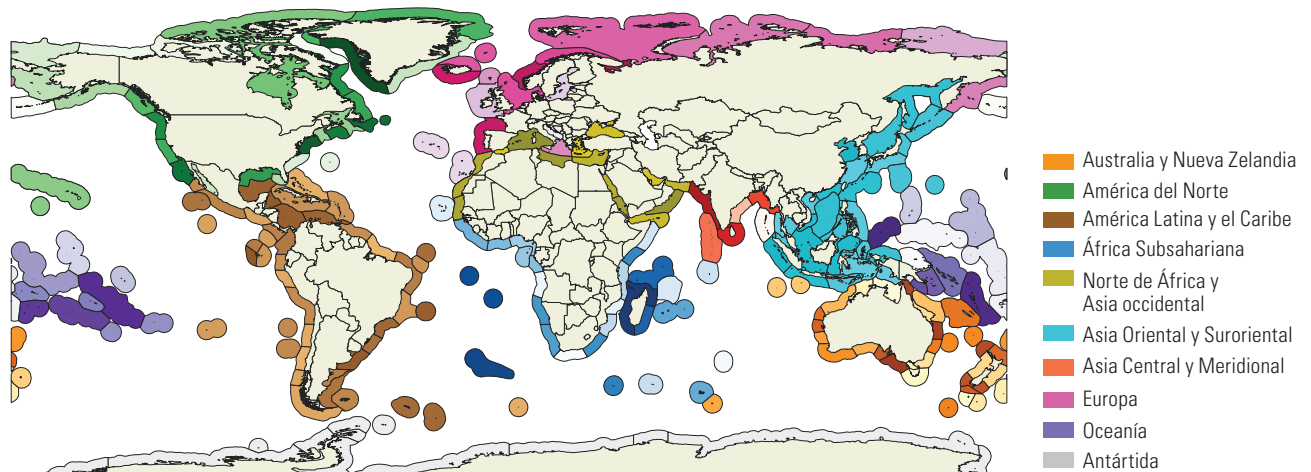 Australia y Nueva Zelandia
América del Norte
América Latina y el Caribe
África Subsahariana
Norte de África y
Asia occidental
Asia Oriental y Suroriental
Asia Central y Meridional
Europa
Oceanía
Antártida